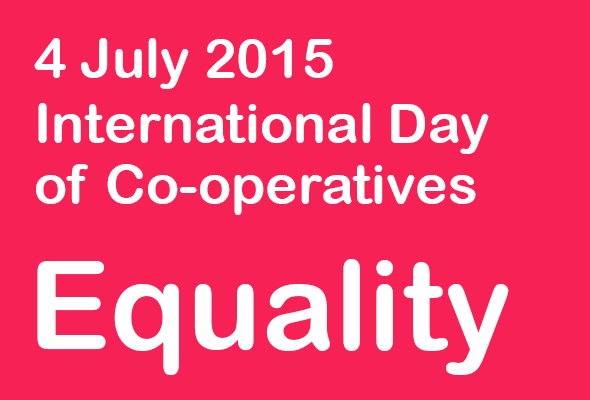 4 July 2015
International Day
of Co-operatives
Equality